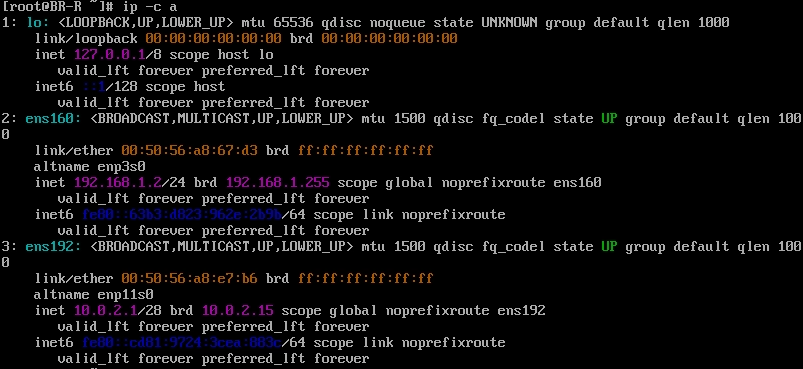 [root@BR-R ~]# ip -c a
1: lo: <LOOPBACK,UP,LOWER_UP> mtu 65536 qdisc noqueue state UNKNOWN group default qlen 1000
link/loopback 00:00:00:00:00:00 brd 00:00:00:00:00:00
inet 127.0.0.1/8 scope host lo
valid_lft forever preferred_lft forever
inet6 ::1/128 scope host
valid_lft forever preferred_lft forever
2: ens160: <BROADCAST,MULTICAST,UP,LOWER_UP> mtu 1500 qdisc fq_codel state UP group default qlen 100
0
link/ether 00:50:56:a8:67:d3 brd ff:ff:ff:ff:ff:ff
altname enp3s0
inet 192.168.1.2/24 brd 192.168.1.255 scope global noprefixroute ens160
valid_lft forever preferred_lft forever
inet6 fe80::63b3:d823:962e:2b9b/64 scope link noprefixroute
valid_lft forever preferred_lft forever
3: ens192: <BROADCAST,MULTICAST,UP,LOWER_UP> mtu 1500 qdisc fq_codel state UP group default qlen 100
0
link/ether 00:50:56:a8:e7:b6 brd ff:ff:ff:ff:ff:ff
altname enp11s0
inet 10.0.2.1/28 brd 10.0.2.15 scope global noprefixroute ens192
valid_lft forever preferred_lft forever
inet6 fe80::cd81:9724:3cea:883c/64 scope link noprefixroute
valid_lft forever preferred_lft forever